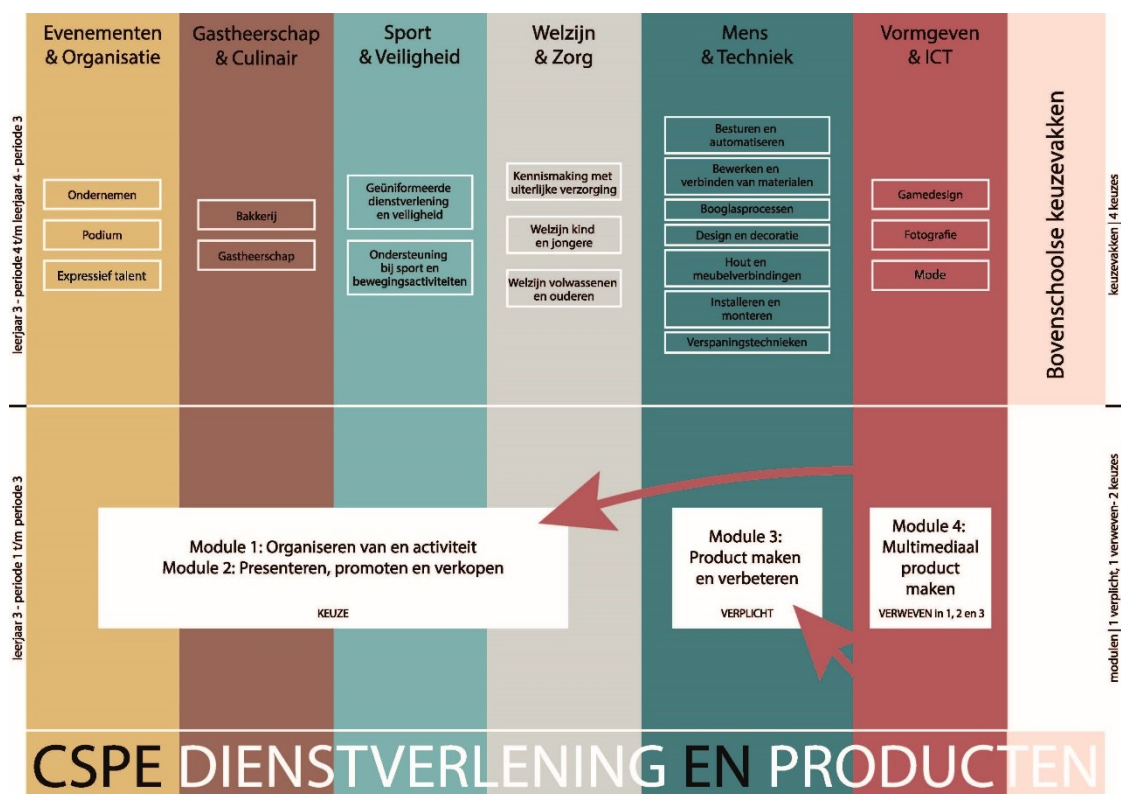 Evenementen
& Organisatie
Gastheerschap
& Culinair
Sport
& Veiligheid
Welzijn
& Zorg
Mens
& Techniek
Vormgeven
& ICT
Bovenschoolse keuzevakken
leerjaar 3 - periode 4 t/m leerjaar 4 - periode 3
keuzevakken | 4 keuzes
Ondernemen
Podium
Expressief talent
Bakkerij
Gastheerschap
Geüniformeerde
dienstverlening
en veiligheid
Ondersteuning
bij sport en
bewegingsactiviteiten
Kennismaking met
uiterlijke verzorging
Welzijn kind
en jongere
Welzijn volwassenen
en ouderen
Besturen en
automatiseren
Bewerken en
verbinden van materialen
Booglasprocessen
Design en decoratie
Hout en
meubelverbindingen
Installeren en
monteren
Verspaningstechnieken
Gamedesign
Fotografie
Mode
leerjaar 3 - periode 1 t/m periode 3
modulen | 1 verplicht, 1 verweven- 2 keuzes
Module 1: Organiseren van en activiteit
Module 2: Presenteren, promoten en verkopen
KEUZE
Module 3:
Product maken
en verbeteren
VERPLICHT
Module 4:
Multimediaal
product
maken
VERWEVEN in 1, 2 en 3
CSPE DIENSTVERLENING EN PRODUCTEN